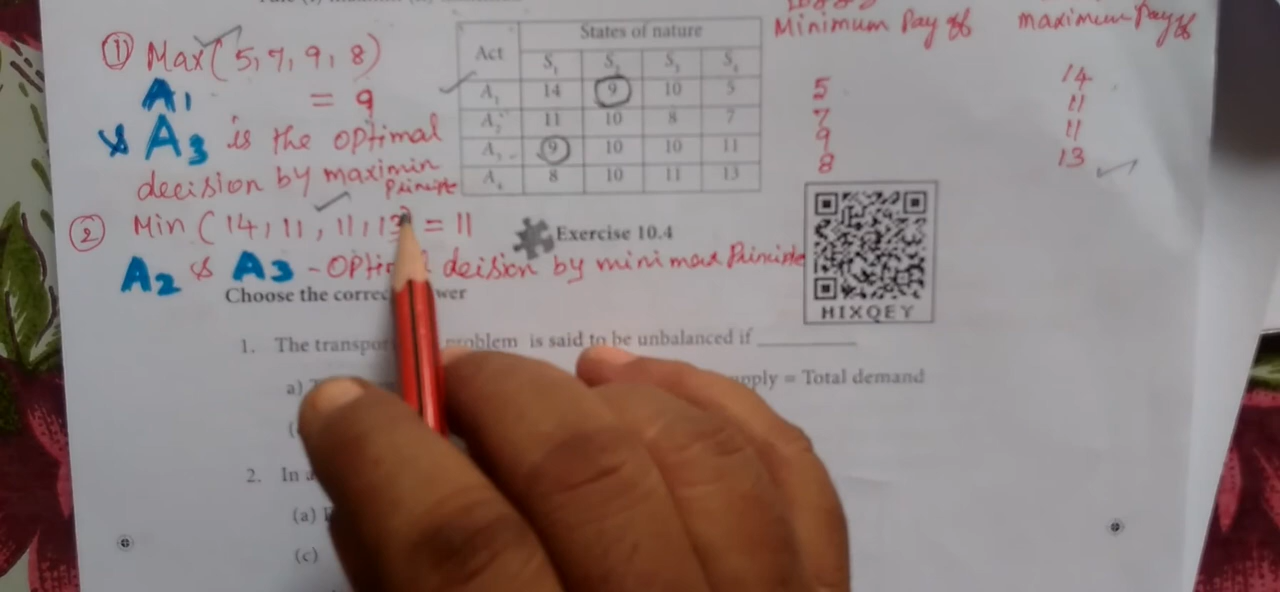 Minimum Pay off
maximum Pay off
① Max(5, 7, 9, 8)
= 9
A1
& A3 is the optimal
decision by maximin
Principle
Act States of nature
S1 S2 S3 S4
A1 14 9 10 5
A2 11 10 8 7
A3 9 10 10 11
A4 8 10 11 13
5 14
7 11
9 11
8 13
② Min (14, 11, 11, 13 = 11
A2 & A3 - Opti decision by minimax Principle
Exercise 10.4
HIXQEY
Choose the correc
1. The transpor problem is said to be unbalanced if
a) = Total demand
2. In
(a)
(c)